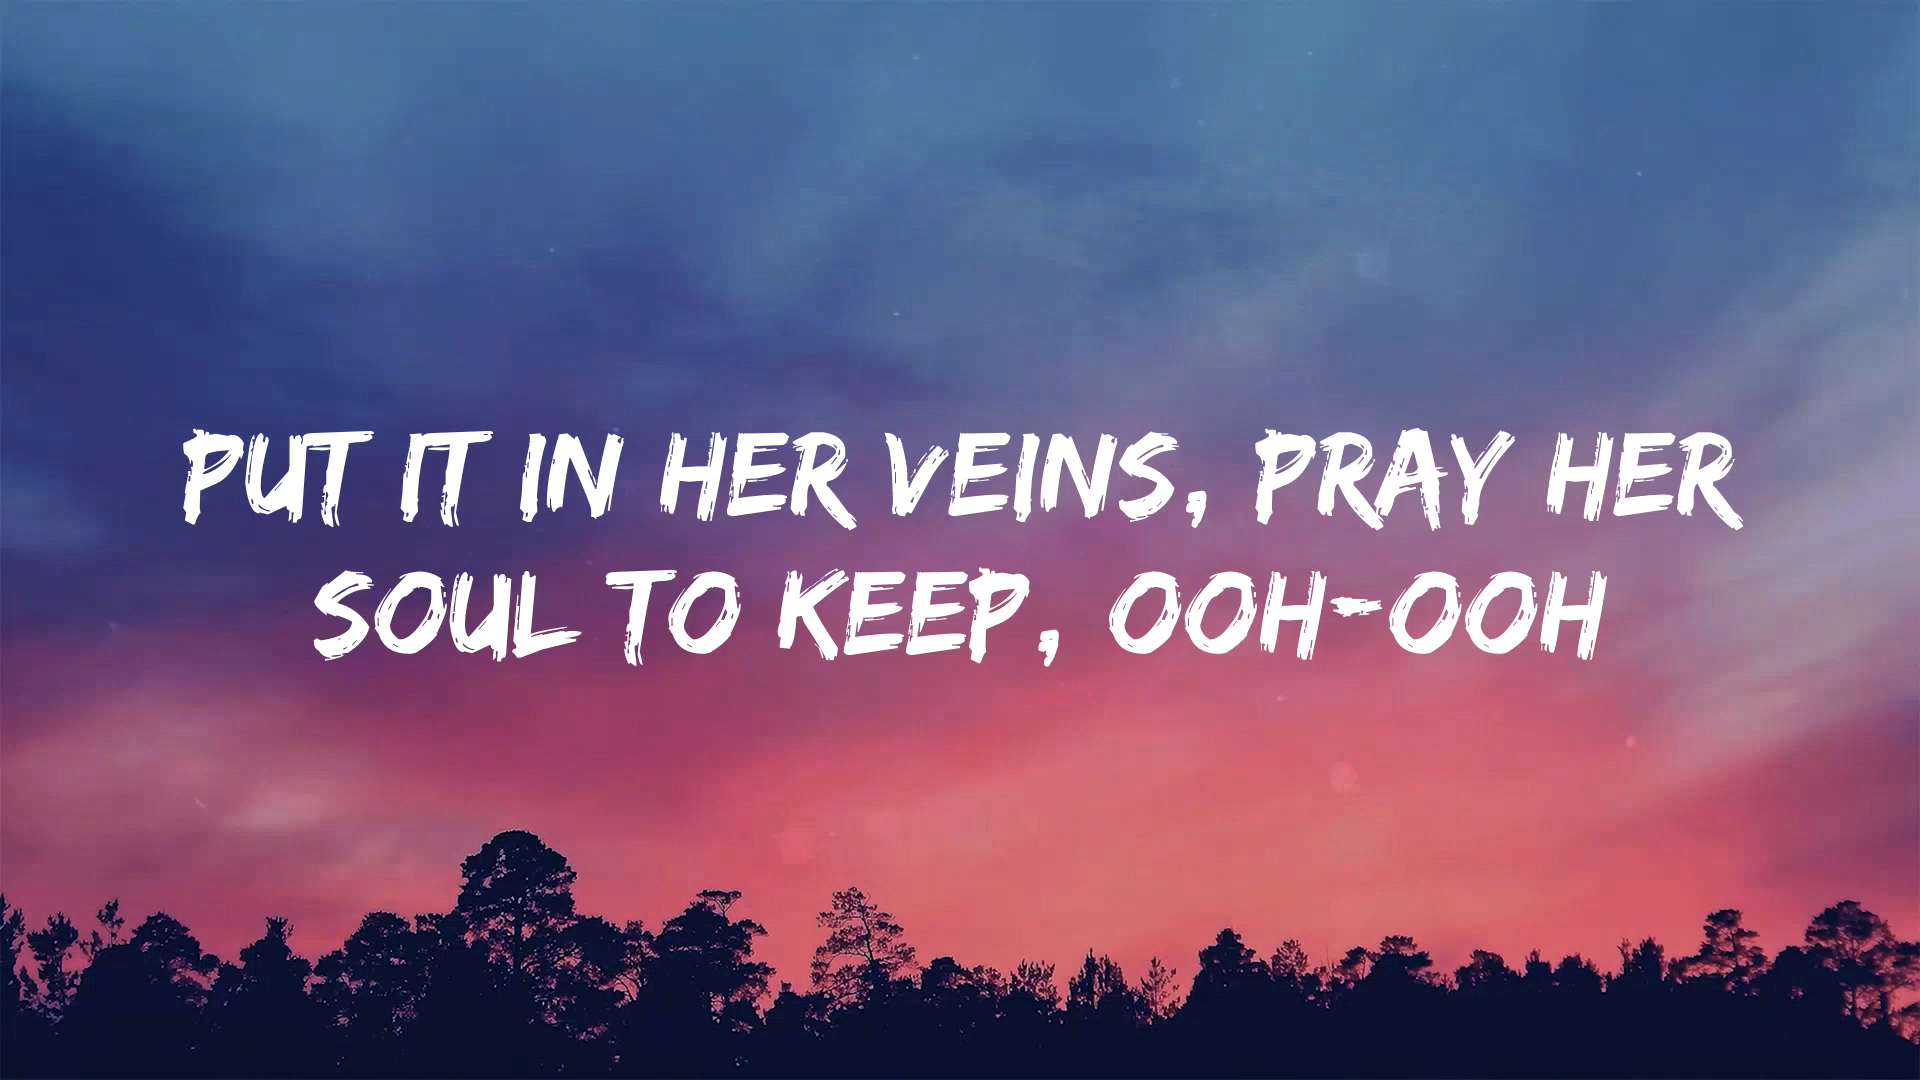 PUT IT IN HER VEINS, PRAY HER
SOUL TO KEEP, OOH-OOH